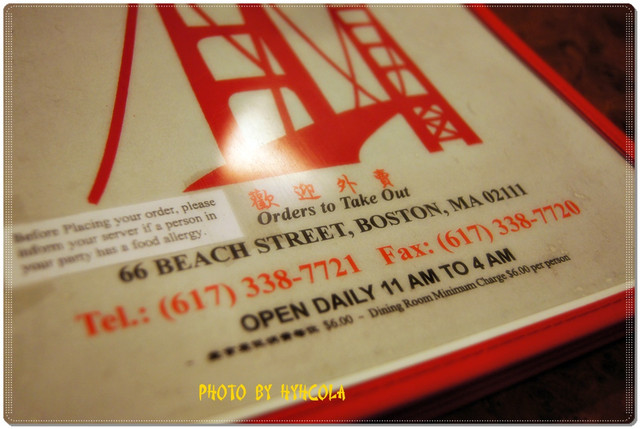 Before Placing your order, please
inform your server if a person in
your party has a food allergy.
歡迎外賣
Orders to Take Out
66 BEACH STREET, BOSTON, MA 02111
Tel.: (617) 338-7721 Fax: (617) 338-7720
OPEN DAILY 11 AM TO 4 AM
$6.00 - Dining Room Minimum Charge $6.00 per person
PHOTO BY HYHCOLA